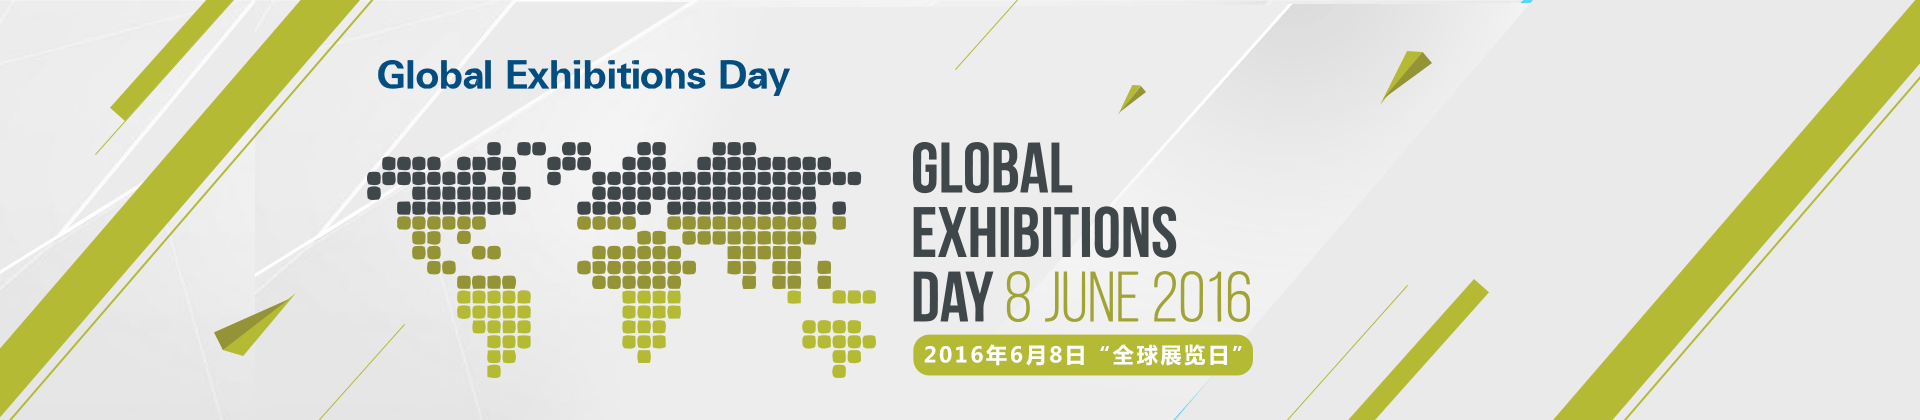 Global Exhibitions Day
GLOBAL
EXHIBITIONS
DAY 8 JUNE 2016
2016年6月8日“全球展览日”